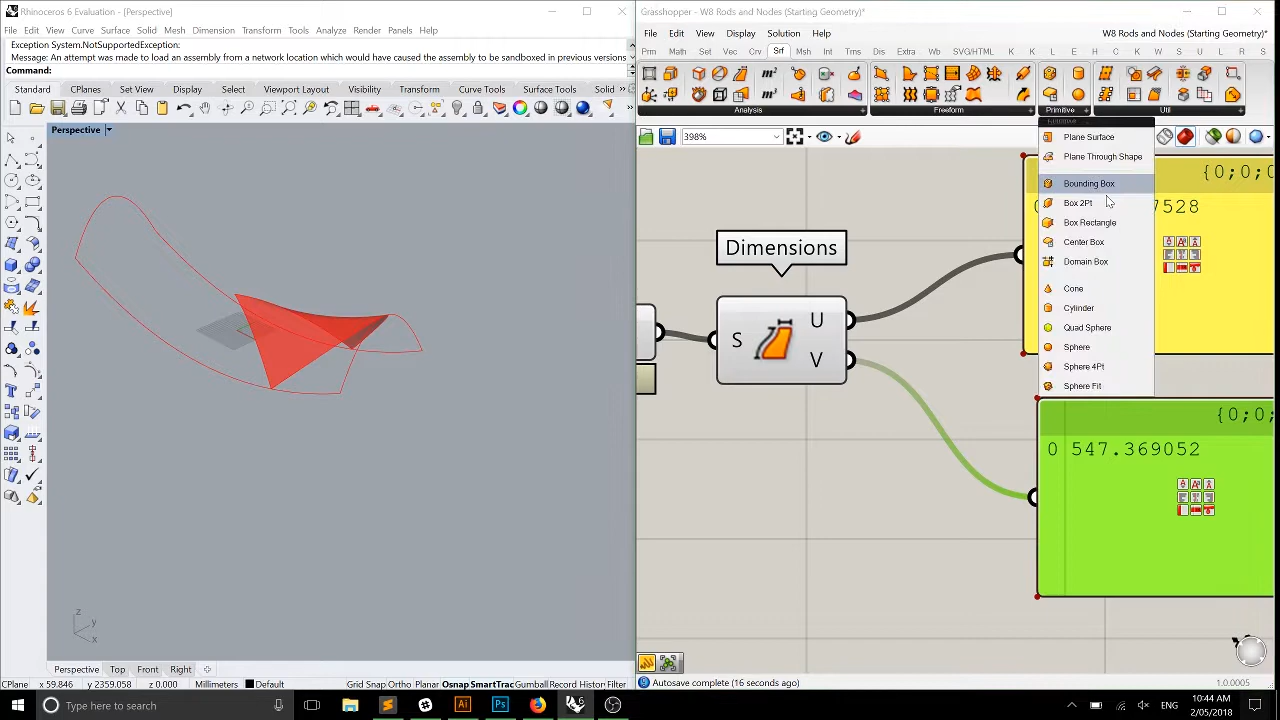 Rhinoceros 6 Evaluation - [Perspective]
File Edit View Curve Surface Solid Mesh Dimension Transform Tools Analyze Render Panels Help
Exception System.NotSupportedException:
Message: An attempt was made to load an assembly from a network location which would have caused the assembly to be sandboxed in previous versions
Command:
Standard CPlanes Set View Display Select Viewport Layout Visibility Transform Curve Tools Surface Tools Solid
Perspective
z
y
x
Perspective Top Front Right
CPlane x 59.846 y 2359.058 z 0.000 Millimeters Default Grid Snap Ortho Planar Osnap SmartTrac Gumball Record History Filter
Grasshopper - W8 Rods and Nodes (Starting Geometry)*
File Edit View Display Solution Help W8 Rods and Nodes (Starting Geometry)*
Prm Math Set Vec Crv Srf Msh Int Trns Dis Extra Wb SVG/HTML K K L E H K L S R S
Analysis Freeform Primitive Util
398%
Plane Surface
Plane Through Shape
Bounding Box
Box 2Pt
Box Rectangle
Center Box
Domain Box
Cone
Cylinder
Quad Sphere
Sphere
Sphere 4Pt
Sphere Fit
Dimensions
S
U
V
{0;0;0
7528
{0;0;
0 547.369052
Autosave complete (16 seconds ago)
1.0.0005
Type here to search
ENG
10:44 AM
2/05/2018